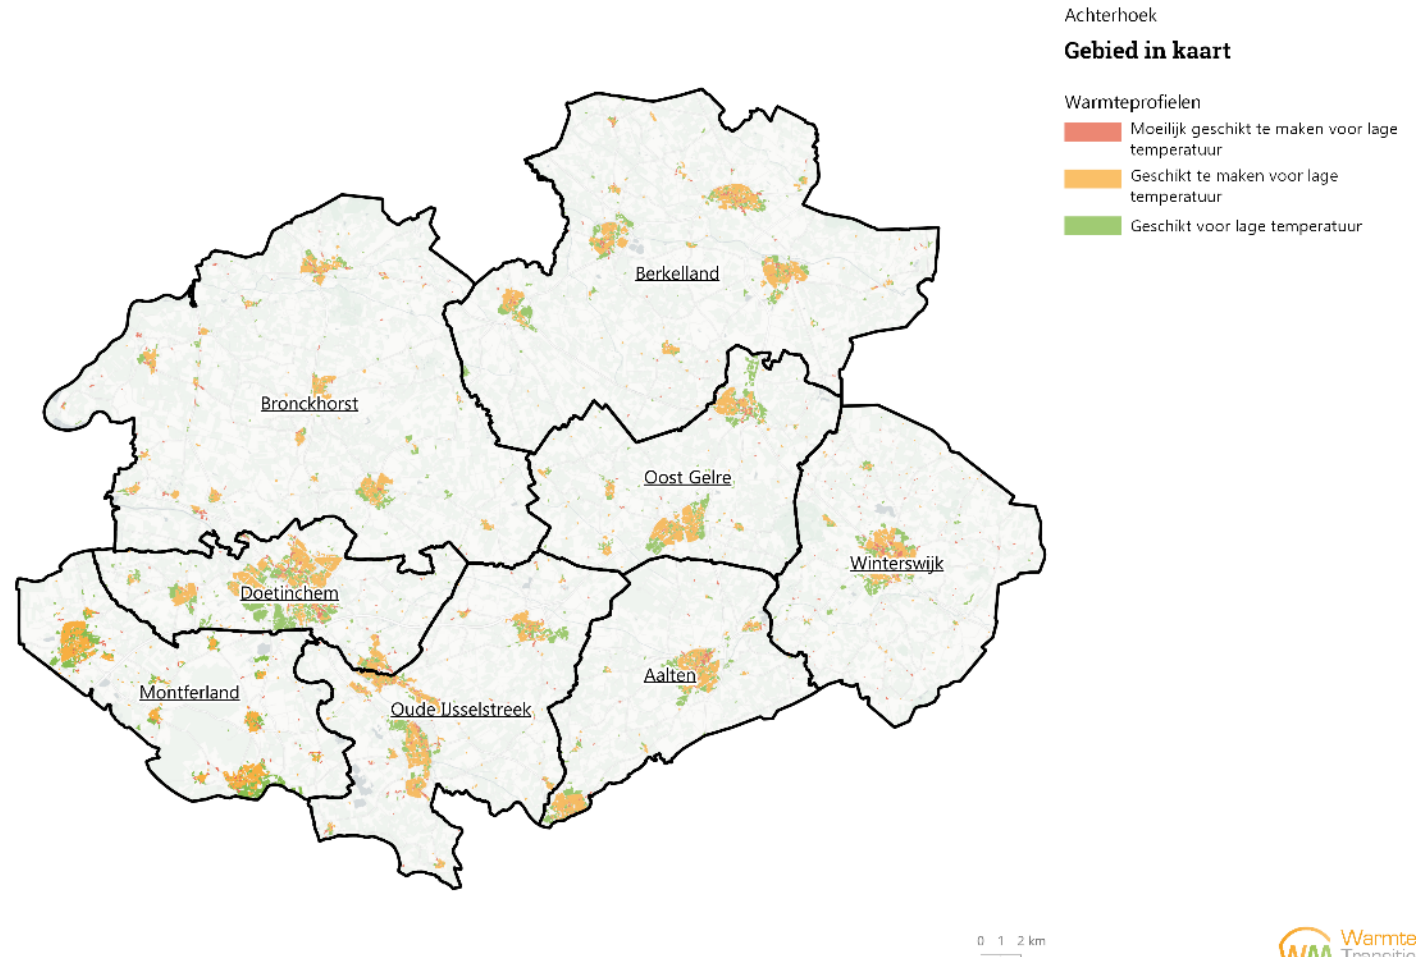 Achterhoek
Gebied in kaart
Warmteprofielen
Moeilijk geschikt te maken voor lage
temperatuur
Geschikt te maken voor lage
temperatuur
Geschikt voor lage temperatuur
Berkelland
Bronckhorst
Oost Gelre
Winterswijk
Doetinchem
Aalten
Montferland
Oude IJsselstreek
0 1 2 km
Warmte